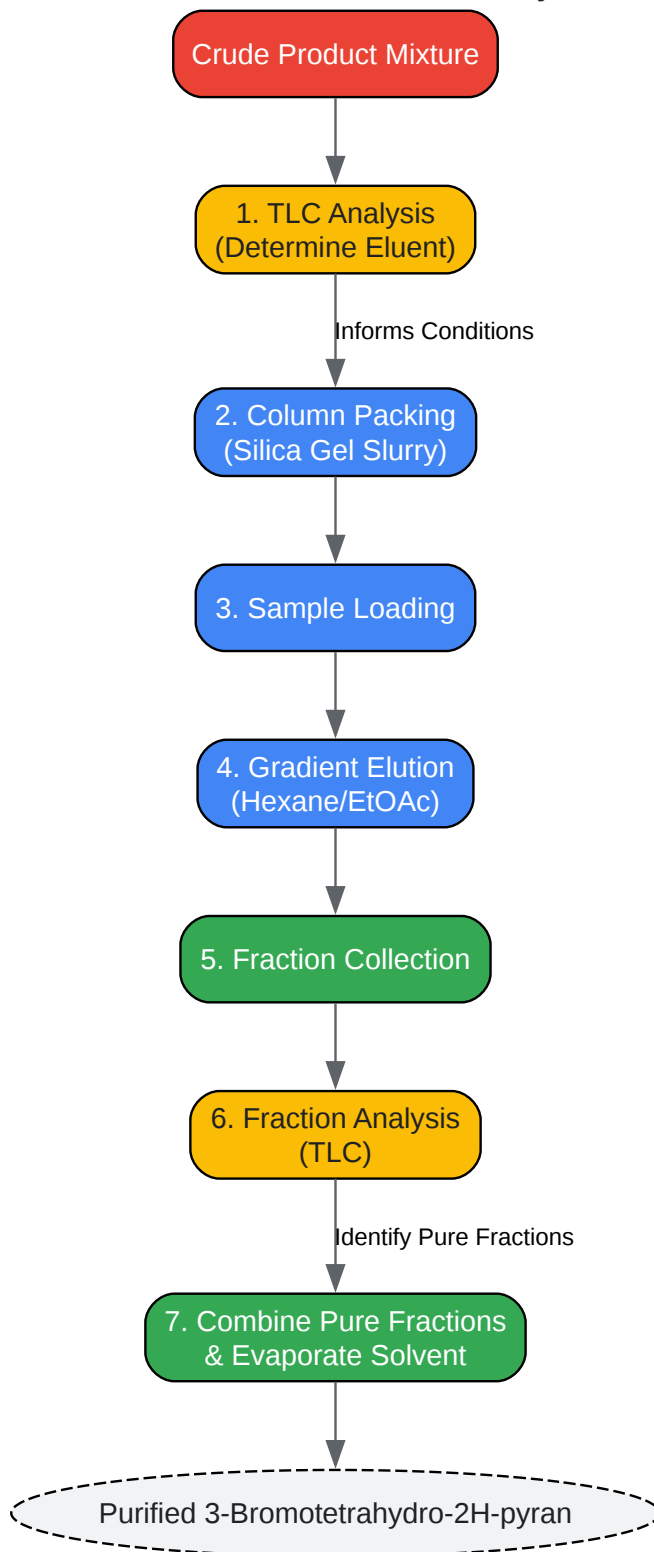 Crude Product Mixture
1. TLC Analysis
(Determine Eluent)
Informs Conditions
2. Column Packing
(Silica Gel Slurry)
3. Sample Loading
4. Gradient Elution
(Hexane/EtOAc)
5. Fraction Collection
6. Fraction Analysis
(TLC)
Identify Pure Fractions
7. Combine Pure Fractions
& Evaporate Solvent
Purified 3-Bromotetrahydro-2H-pyran